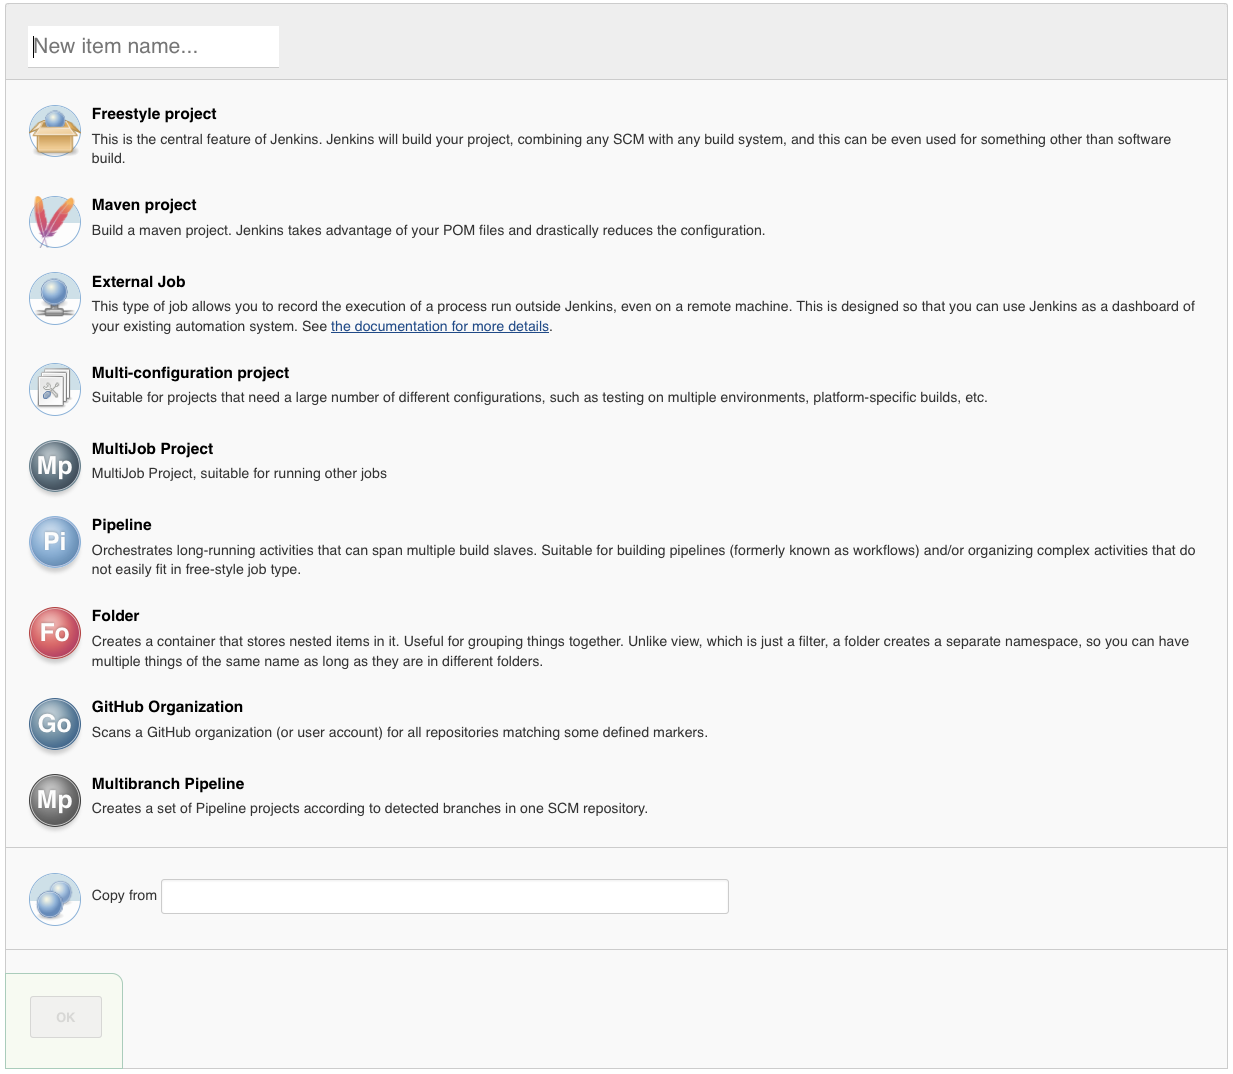 New item name...
Freestyle project
This is the central feature of Jenkins. Jenkins will build your project, combining any SCM with any build system, and this can be even used for something other than software
build.
Maven project
Build a maven project. Jenkins takes advantage of your POM files and drastically reduces the configuration.
External Job
This type of job allows you to record the execution of a process run outside Jenkins, even on a remote machine. This is designed so that you can use Jenkins as a dashboard of
your existing automation system. See the documentation for more details.
Multi-configuration project
Suitable for projects that need a large number of different configurations, such as testing on multiple environments, platform-specific builds, etc.
Mp
MultiJob Project
MultiJob Project, suitable for running other jobs
Pi
Pipeline
Orchestrates long-running activities that can span multiple build slaves. Suitable for building pipelines (formerly known as workflows) and/or organizing complex activities that do
not easily fit in free-style job type.
Fo
Folder
Creates a container that stores nested items in it. Useful for grouping things together. Unlike view, which is just a filter, a folder creates a separate namespace, so you can have
multiple things of the same name as long as they are in different folders.
Go
GitHub Organization
Scans a GitHub organization (or user account) for all repositories matching some defined markers.
Mp
Multibranch Pipeline
Creates a set of Pipeline projects according to detected branches in one SCM repository.
Copy from
OK